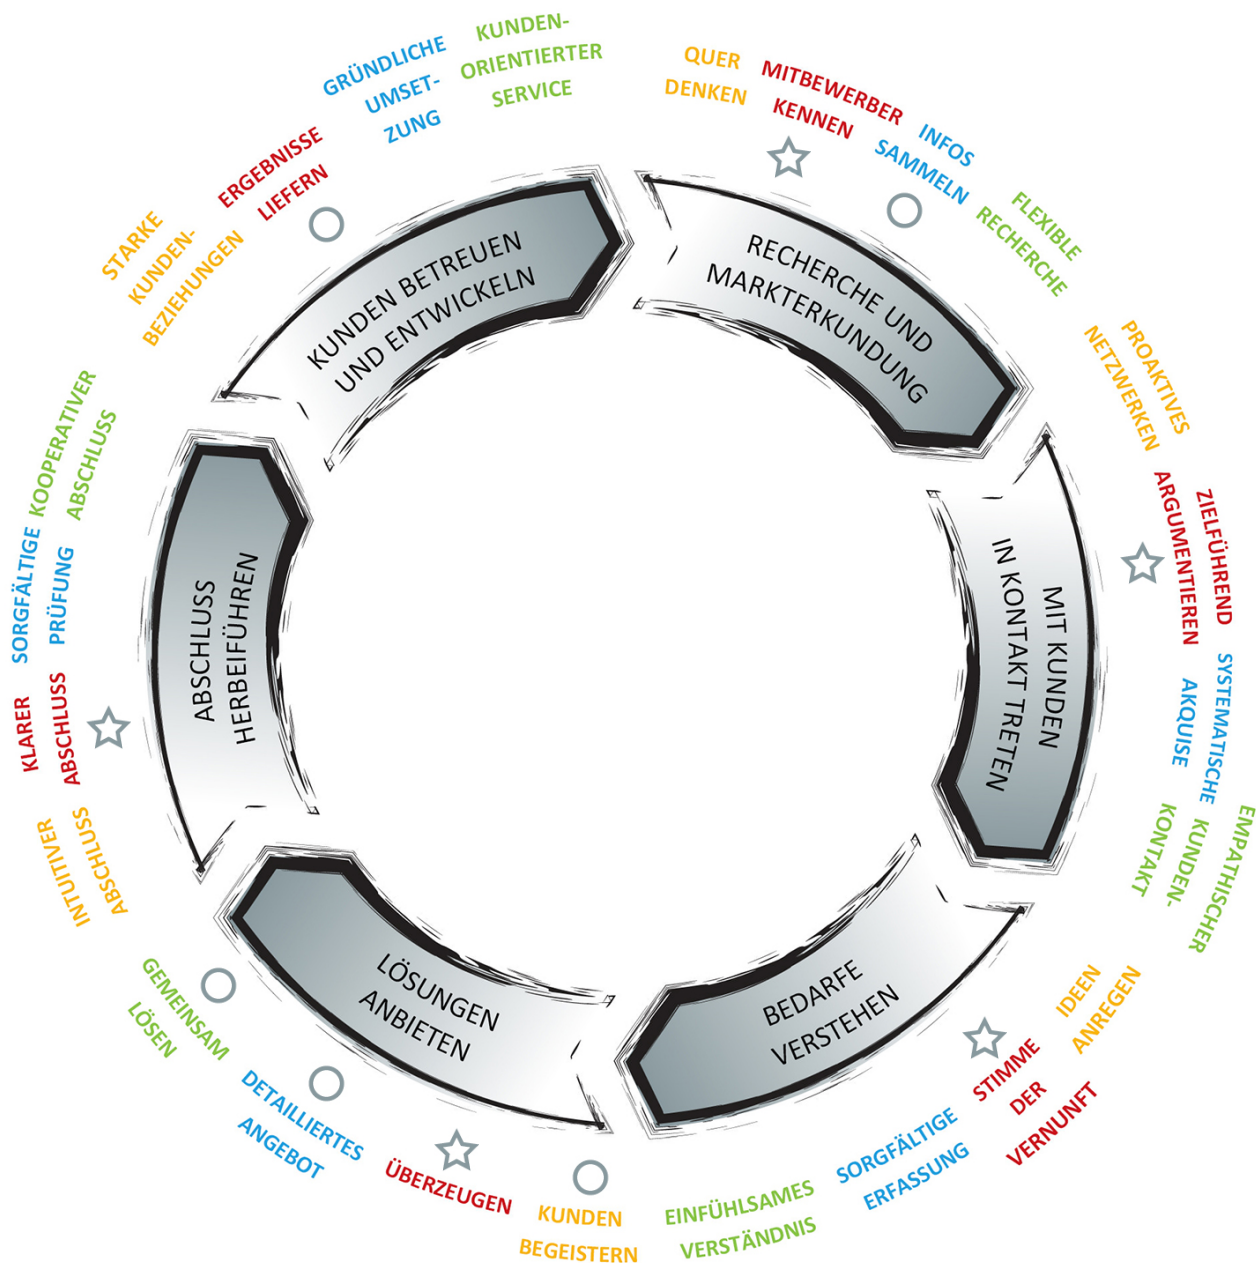 QUER
DENKEN
MITBEWERBER
KENNEN
INFOS
SAMMELN
FLEXIBLE
RECHERCHE
RECHERCHE UND
MARKTERKUNDUNG
PROAKTIVES
NETZWERKEN
ZIELFÜHREND
ARGUMENTIEREN
SYSTEMATISCHE
AKQUISE
EMPATHISCHER
KUNDEN-
KONTAKT
MIT KUNDEN
IN KONTAKT TRETEN
IDEEN
ANREGEN
STIMME
DER
VERNUNFT
SORGFÄLTIGE
ERFASSUNG
EINFÜHLSAMES
VERSTÄNDNIS
BEDARFE
VERSTEHEN
KUNDEN
BEGEISTERN
ÜBERZEUGEN
DETAILLIERTES
ANGEBOT
GEMEINSAM
LÖSEN
LÖSUNGEN
ANBIETEN
INTUITIVER
ABSCHLUSS
KLARER
ABSCHLUSS
SORGFÄLTIGE
PRÜFUNG
KOOPERATIVER
ABSCHLUSS
ABSCHLUSS
HERBEIFÜHREN
STARKE
KUNDEN-
BEZIEHUNGEN
ERGEBNISSE
LIEFERN
GRÜNDLICHE
UMSET-
ZUNG
KUNDEN-
ORIENTIERTER
SERVICE
KUNDEN BETREUEN
UND ENTWICKELN